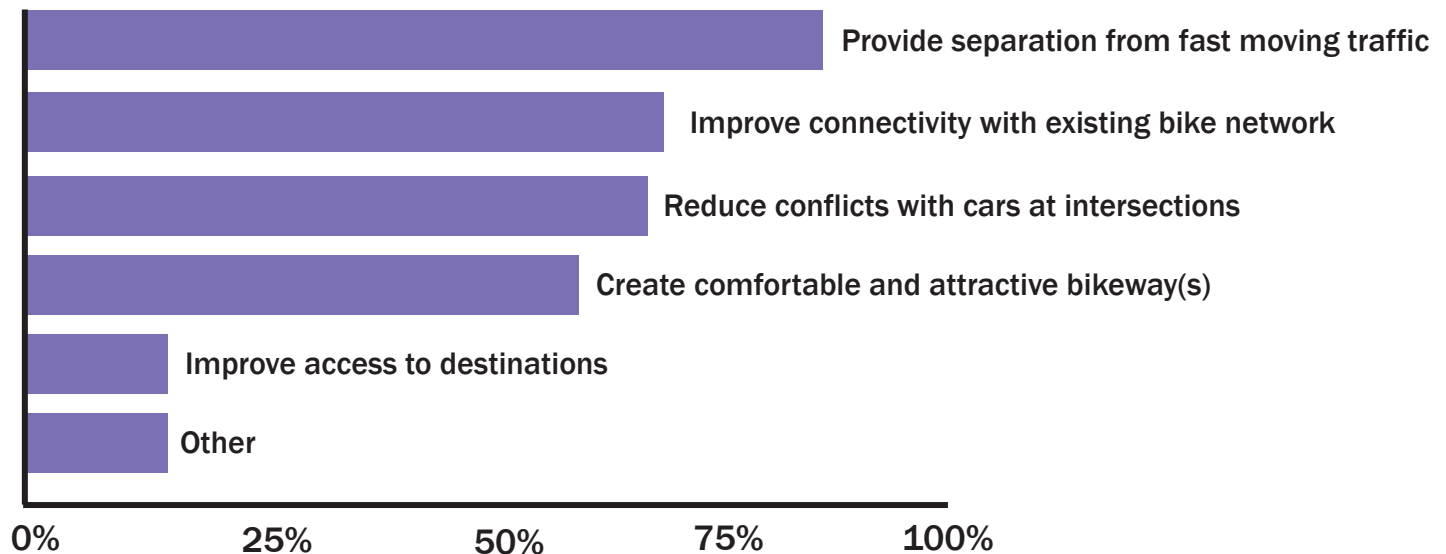 Provide separation from fast moving traffic
Improve connectivity with existing bike network
Reduce conflicts with cars at intersections
Create comfortable and attractive bikeway(s)
Improve access to destinations
Other
0% 25% 50% 75% 100%